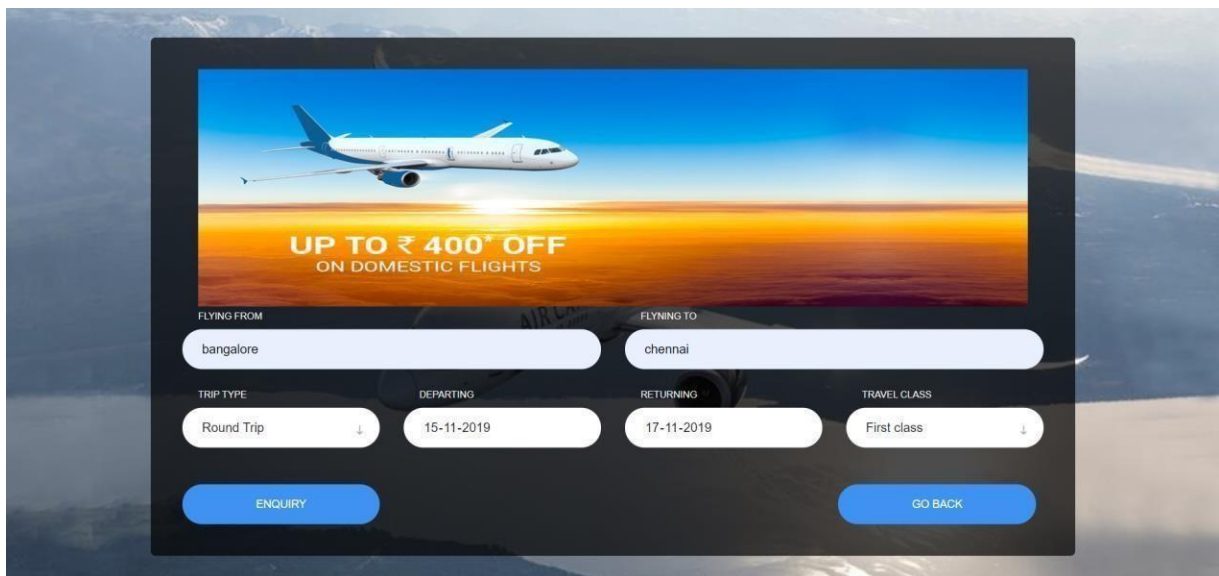 UP TO ₹ 400* OFF
ON DOMESTIC FLIGHTS
FLYING FROM
FLYNING TO
bangalore
chennai
TRIP TYPE
DEPARTING
RETURNING
TRAVEL CLASS
Round Trip
15-11-2019
17-11-2019
First class
ENQUIRY
GO BACK